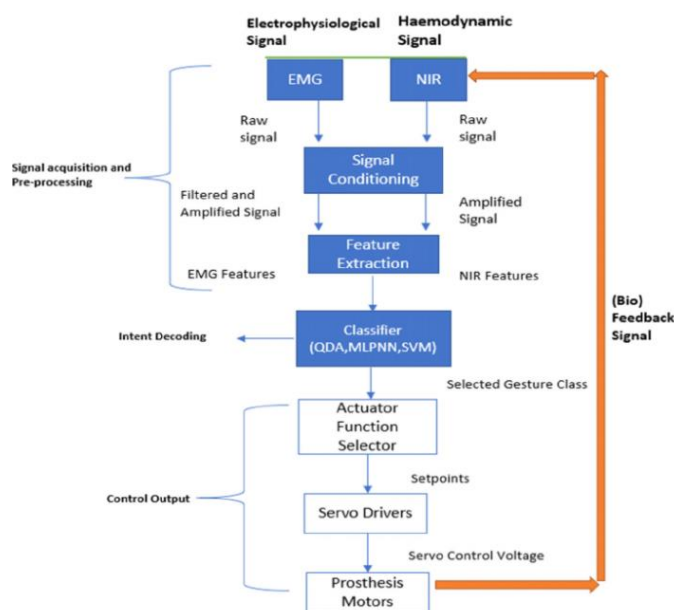 Electrophysiological
Signal
Haemodynamic
Signal
EMG
NIR
Raw
signal
Raw
signal
Signal acquisition and
Pre-processing
Signal
Conditioning
Filtered and
Amplified Signal
Amplified
Signal
Feature
Extraction
EMG Features
NIR Features
(Bio)
Feedback
Signal
Intent Decoding
Classifier
(QDA,MLPNN,SVM)
Selected Gesture Class
Actuator
Function
Selector
Setpoints
Control Output
Servo Drivers
Servo Control Voltage
Prosthesis
Motors